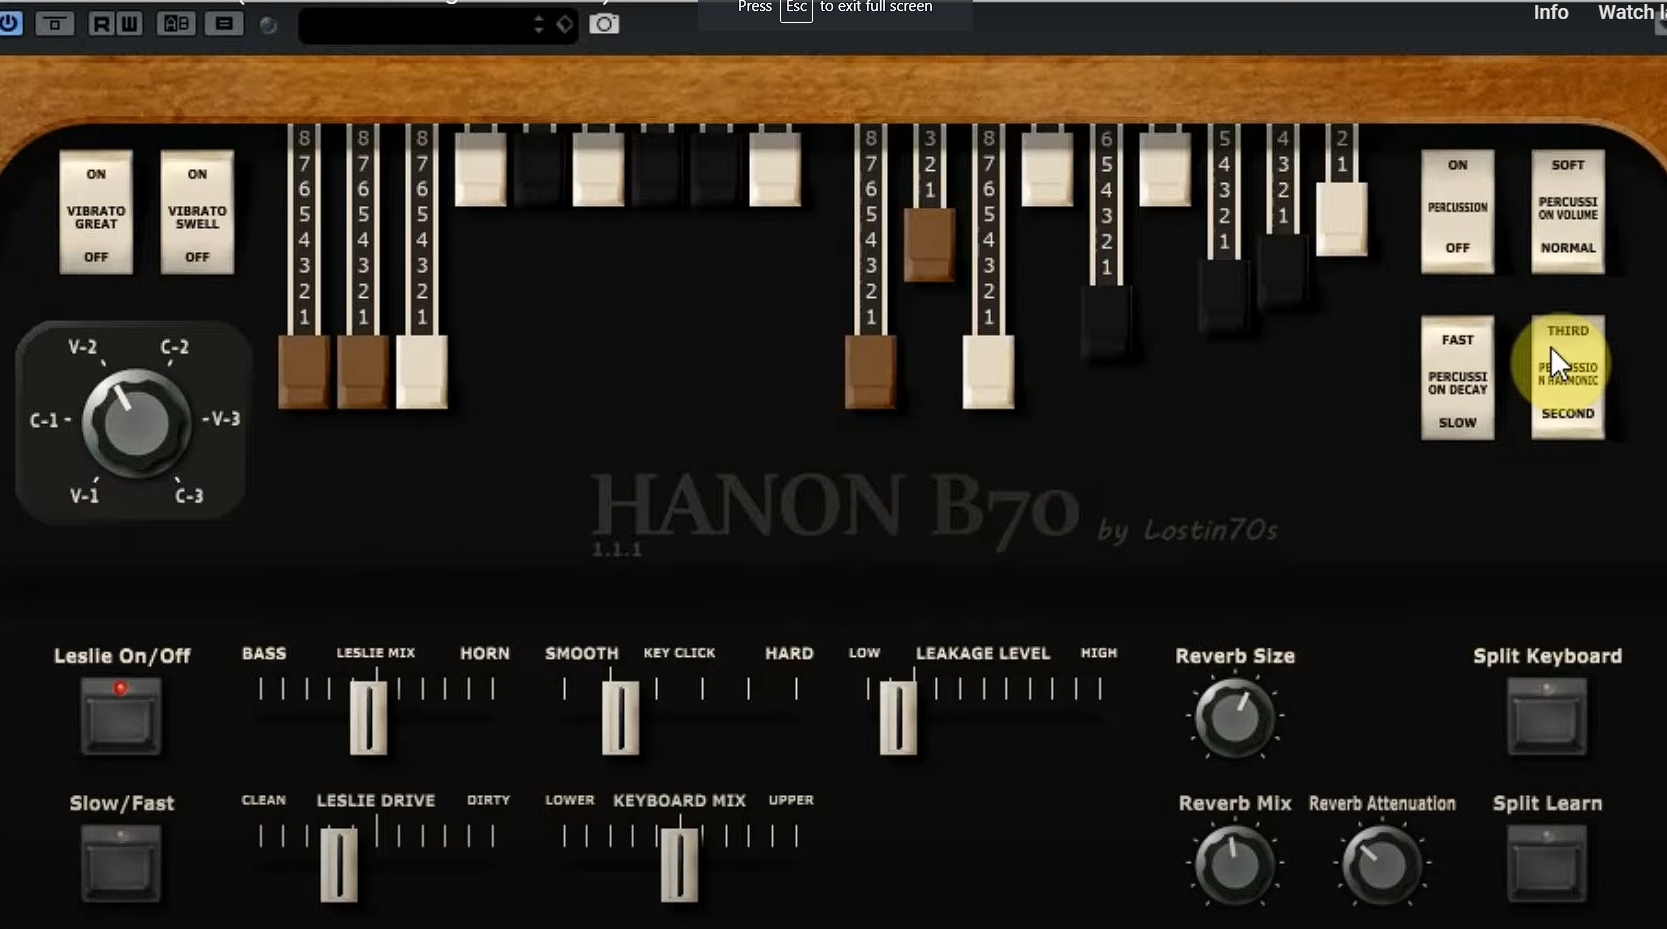 Press Esc to exit full screen
Info
Watch
R W
A B
ON
VIBRATO
GREAT
OFF
ON
VIBRATO
SWELL
OFF
8
7
6
5
4
3
2
1
8
7
6
5
4
3
2
1
8
7
6
5
4
3
2
1
8
7
6
5
4
3
2
1
3
2
1
8
7
6
5
4
3
2
1
6
5
4
3
2
1
5
4
3
2
1
4
3
2
1
2
1
ON
PERCUSSION
OFF
SOFT
PERCUSSI
ON VOLUME
NORMAL
FAST
PERCUSSI
ON DECAY
SLOW
THIRD
N HARMONIC
SECOND
V-2
C-2
C-1
V-3
V-1
C-3
HANON B70 by Lostin70s
1.1.1
Leslie On/Off
BASS LESLIE MIX HORN
SMOOTH KEY CLICK HARD
LOW LEAKAGE LEVEL HIGH
Reverb Size
Split Keyboard
Slow/Fast
CLEAN LESLIE DRIVE DIRTY
LOWER KEYBOARD MIX UPPER
Reverb Mix
Reverb Attenuation
Split Learn